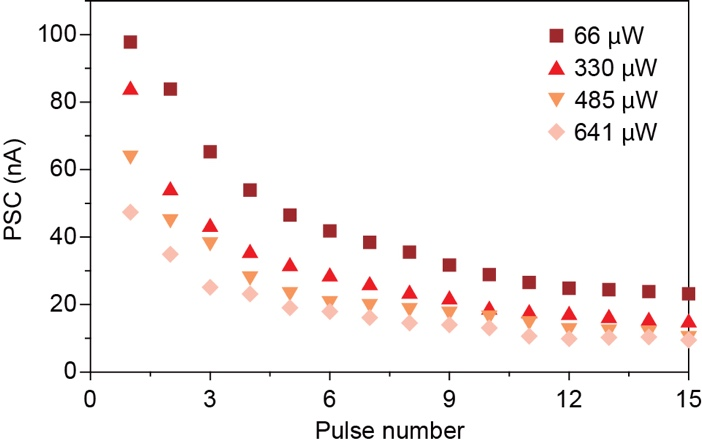 100
80
60
40
20
0
PSC (nA)
66 µW
330 µW
485 µW
641 µW
0 3 6 9 12 15
Pulse number